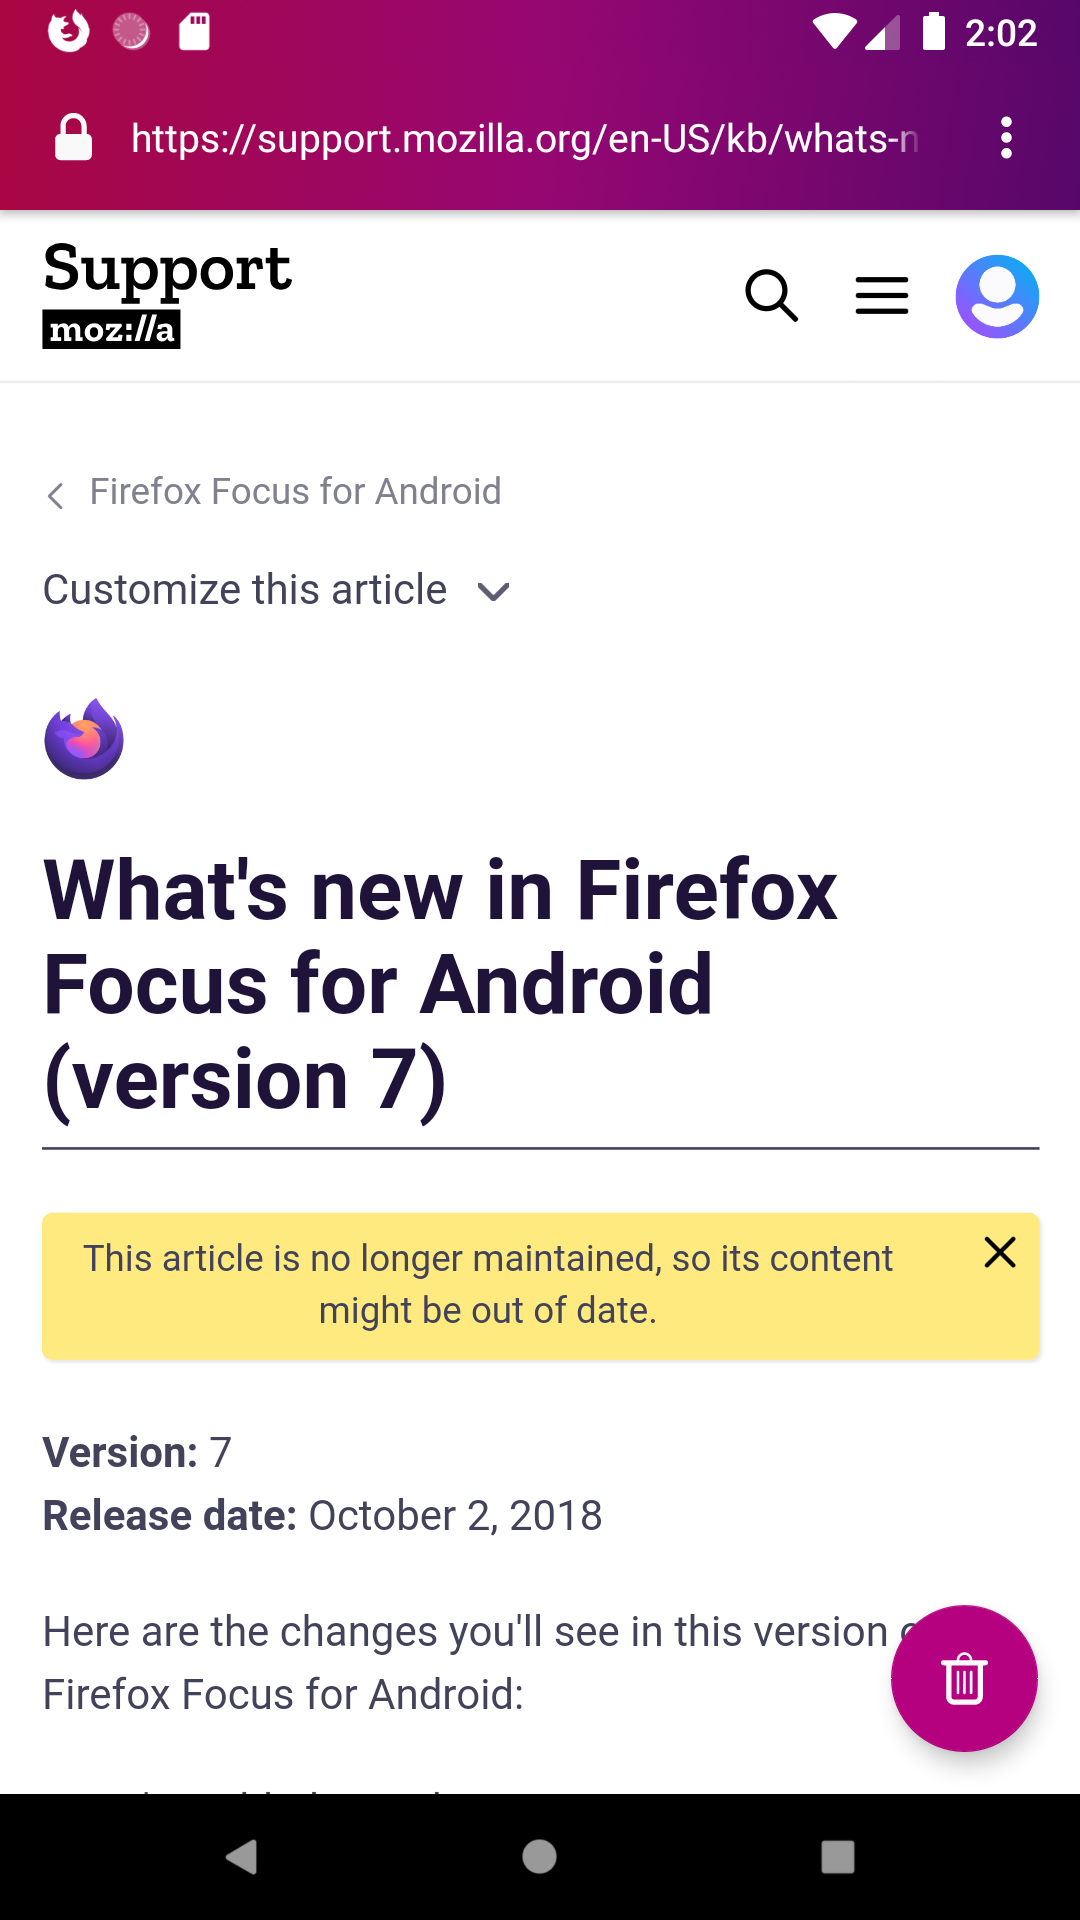 2:02
https://support.mozilla.org/en-US/kb/whats-n
Support
moz://a
Firefox Focus for Android
Customize this article
What's new in Firefox
Focus for Android
(version 7)
This article is no longer maintained, so its content
might be out of date.
Version: 7
Release date: October 2, 2018
Here are the changes you'll see in this version
Firefox Focus for Android: